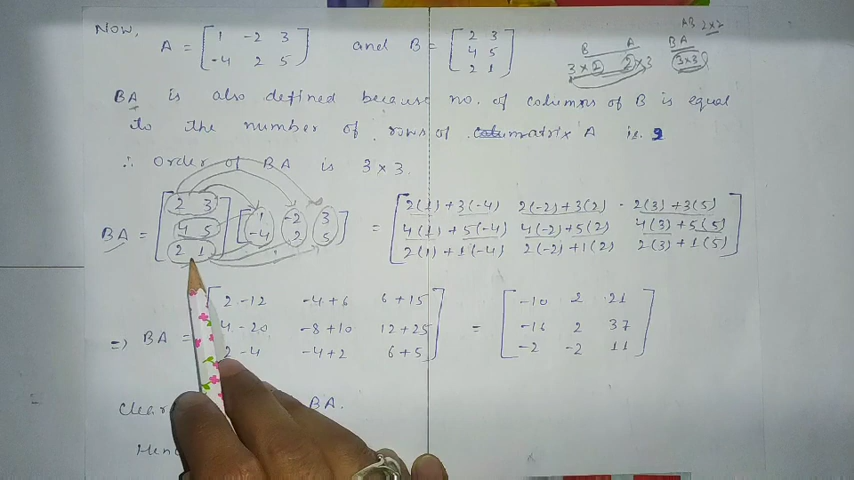 AB 2×2
Now,
A = [1 -2 3 and B = [2 3
-4 2 5] 4 5
2 1]
B A BA
3×2 2×3 3×3
BA is also defined because no. of columns of B is equal
to the number of rows of matrix A is 2
∴ Order of BA is 3×3.
BA = [2 3 [1 -2 3 = [2(1)+3(-4) 2(-2)+3(2) 2(3)+3(5)
4 5 -4 2 5] 4(1)+5(-4) 4(-2)+5(2) 4(3)+5(5)
2 1] 2(1)+1(-4) 2(-2)+1(2) 2(3)+1(5)]
⇒ BA = [2-12 -4+6 6+15 = [-10 2 21
4-20 -8+10 12+25 -16 2 37
2-4 -4+2 6+5] -2 -2 11]
BA.